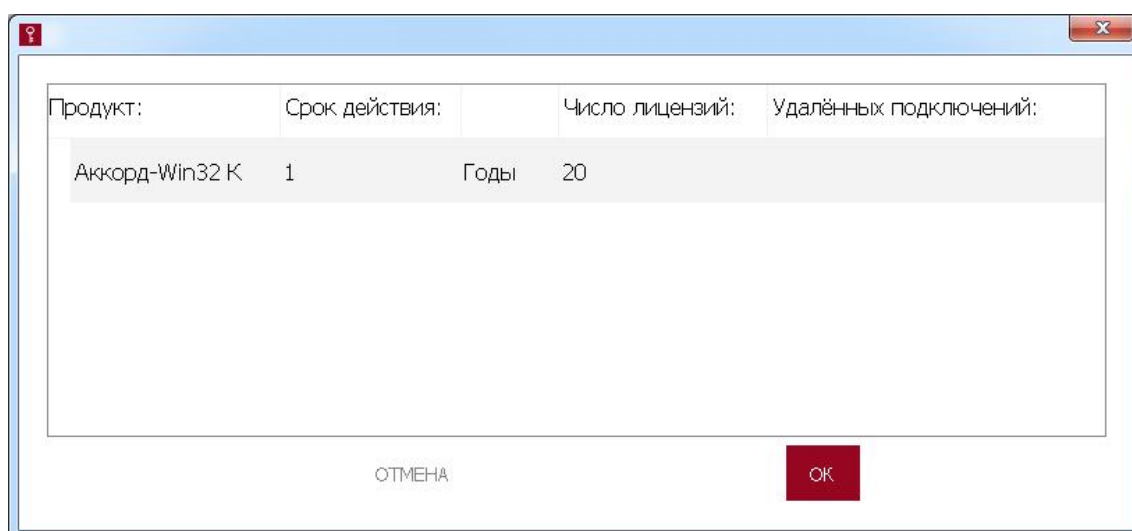 Продукт: Срок действия: Число лицензий: Удалённых подключений:
Аккорд-Win32 К 1 Годы 20
ОТМЕНА ОК